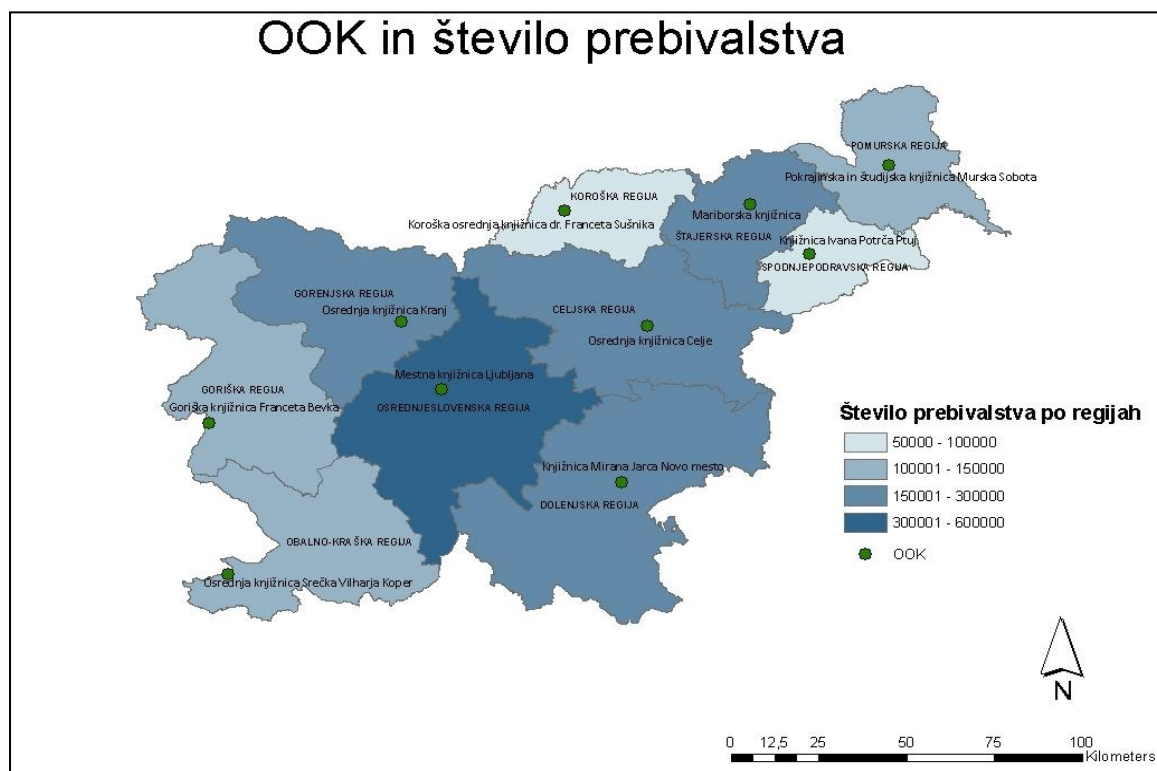 OOK in število prebivalstva
POMURSKA REGIJA
Pokrajinska in študijska knjižnica Murska Sobota
KOROŠKA REGIJA
Koroška osrednja knjižnica dr. Franceta Sušnika
Mariborska knjižnica
ŠTAJERSKA REGIJA
Knjižnica Ivana Potrča Ptuj
SPODNJEPODRAVSKA REGIJA
GORENJSKA REGIJA
Osrednja knjižnica Kranj
CELJSKA REGIJA
Osrednja knjižnica Celje
Mestna knjižnica Ljubljana
OSREDNJESLOVENSKA REGIJA
GORIŠKA REGIJA
Goriška knjižnica Franceta Bevka
Knjižnica Mirana Jarca Novo mesto
DOLENJSKA REGIJA
OBALNO-KRAŠKA REGIJA
Osrednja knjižnica Srečka Vilharja Koper
Število prebivalstva po regijah
50000 - 100000
100001 - 150000
150001 - 300000
300001 - 600000
OOK
N
0 12,5 25 50 75 100
Kilometers